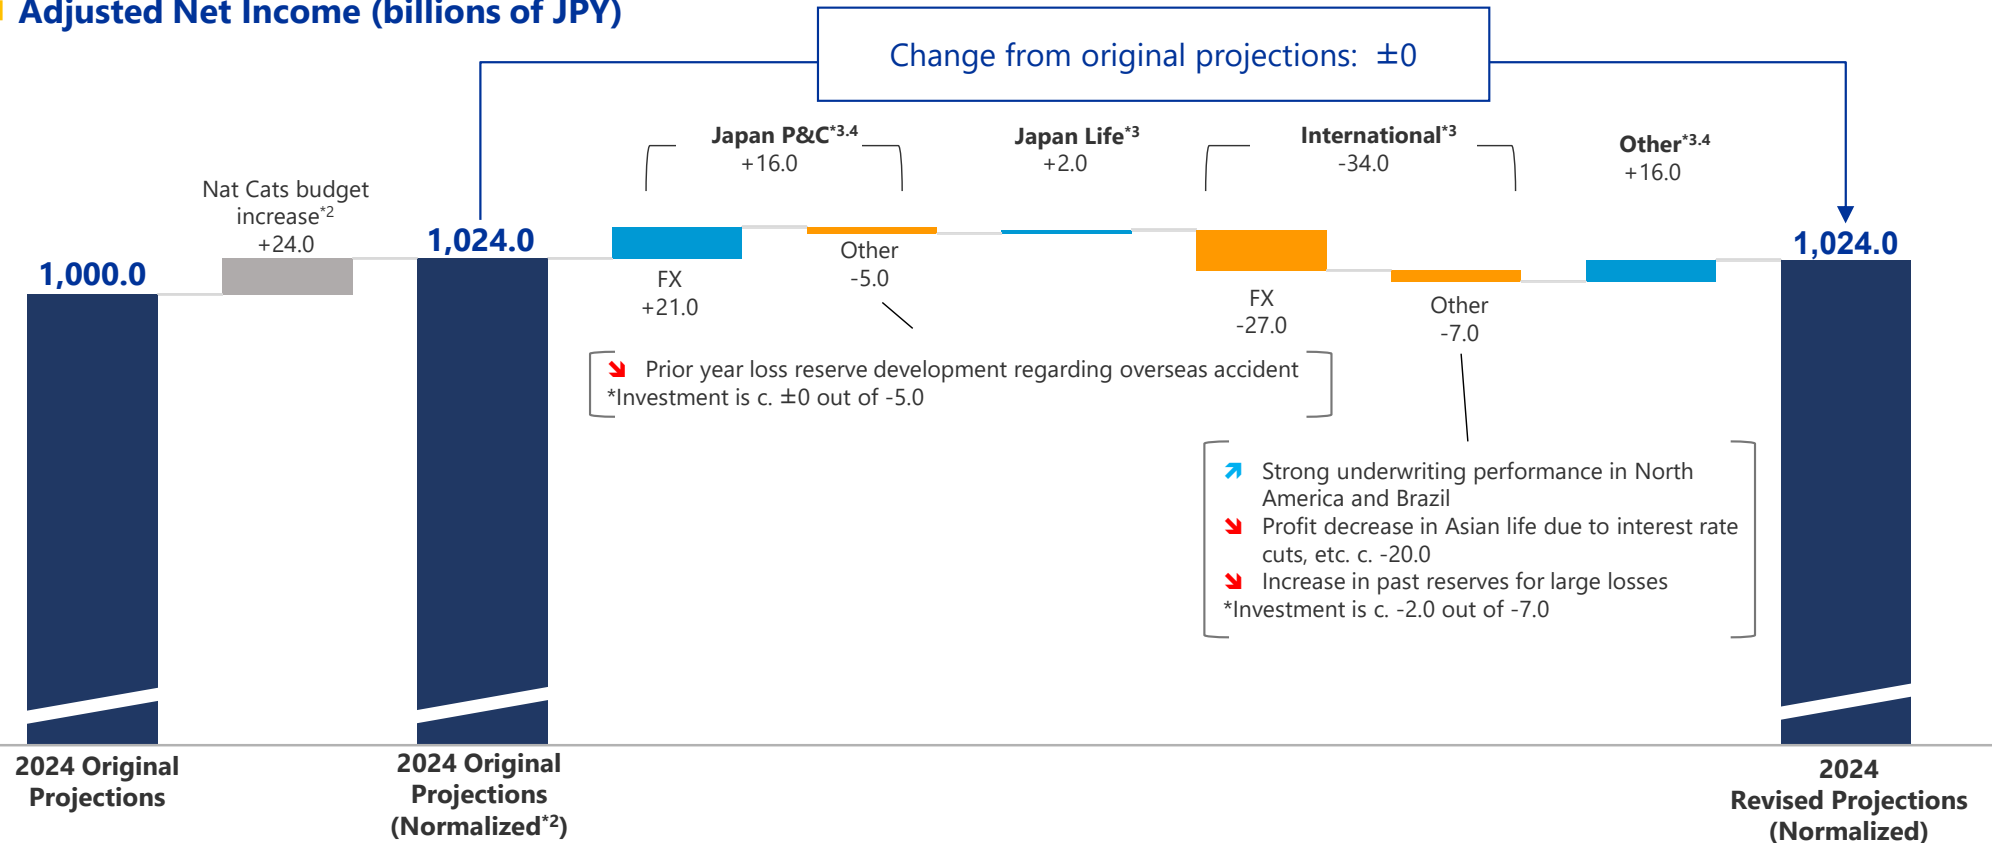 Adjusted Net Income (billions of JPY)
Change from original projections: ±0
Nat Cats budget
increase*2
+24.0
Japan P&C*3.4
+16.0
Japan Life*3
+2.0
International*3
-34.0
Other*3.4
+16.0
1,000.0
1,024.0
1,024.0
FX
+21.0
Other
-5.0
FX
-27.0
Other
-7.0
Prior year loss reserve development regarding overseas accident
*Investment is c. ±0 out of -5.0
Strong underwriting performance in North
America and Brazil
Profit decrease in Asian life due to interest rate
cuts, etc. c. -20.0
Increase in past reserves for large losses
*Investment is c. -2.0 out of -7.0
2024 Original
Projections
2024 Original
Projections
(Normalized*2)
2024
Revised Projections
(Normalized)